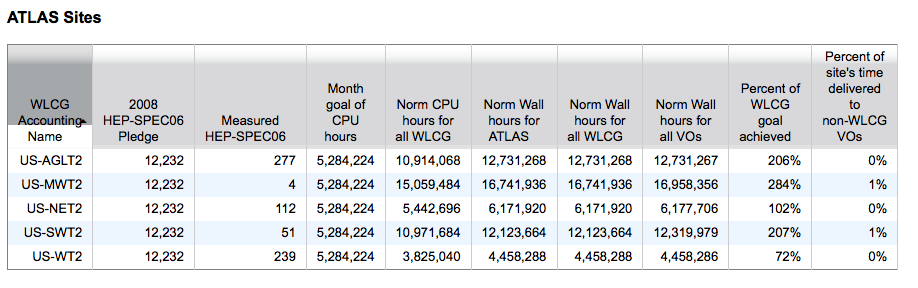 ATLAS Sites
WLCG Accounting Name | 2008 HEP-SPEC06 Pledge | Measured HEP-SPEC06 | Month goal of CPU hours | Norm CPU hours for all WLCG | Norm Wall hours for ATLAS | Norm Wall hours for all WLCG | Norm Wall hours for all VOs | Percent of WLCG goal achieved | Percent of site's time delivered to non-WLCG VOs
US-AGLT2 | 12,232 | 277 | 5,284,224 | 10,914,068 | 12,731,268 | 12,731,268 | 12,731,267 | 206% | 0%
US-MWT2 | 12,232 | 4 | 5,284,224 | 15,059,484 | 16,741,936 | 16,741,936 | 16,958,356 | 284% | 1%
US-NET2 | 12,232 | 112 | 5,284,224 | 5,442,696 | 6,171,920 | 6,171,920 | 6,177,706 | 102% | 0%
US-SWT2 | 12,232 | 51 | 5,284,224 | 10,971,684 | 12,123,664 | 12,123,664 | 12,319,979 | 207% | 1%
US-WT2 | 12,232 | 239 | 5,284,224 | 3,825,040 | 4,458,288 | 4,458,288 | 4,458,286 | 72% | 0%